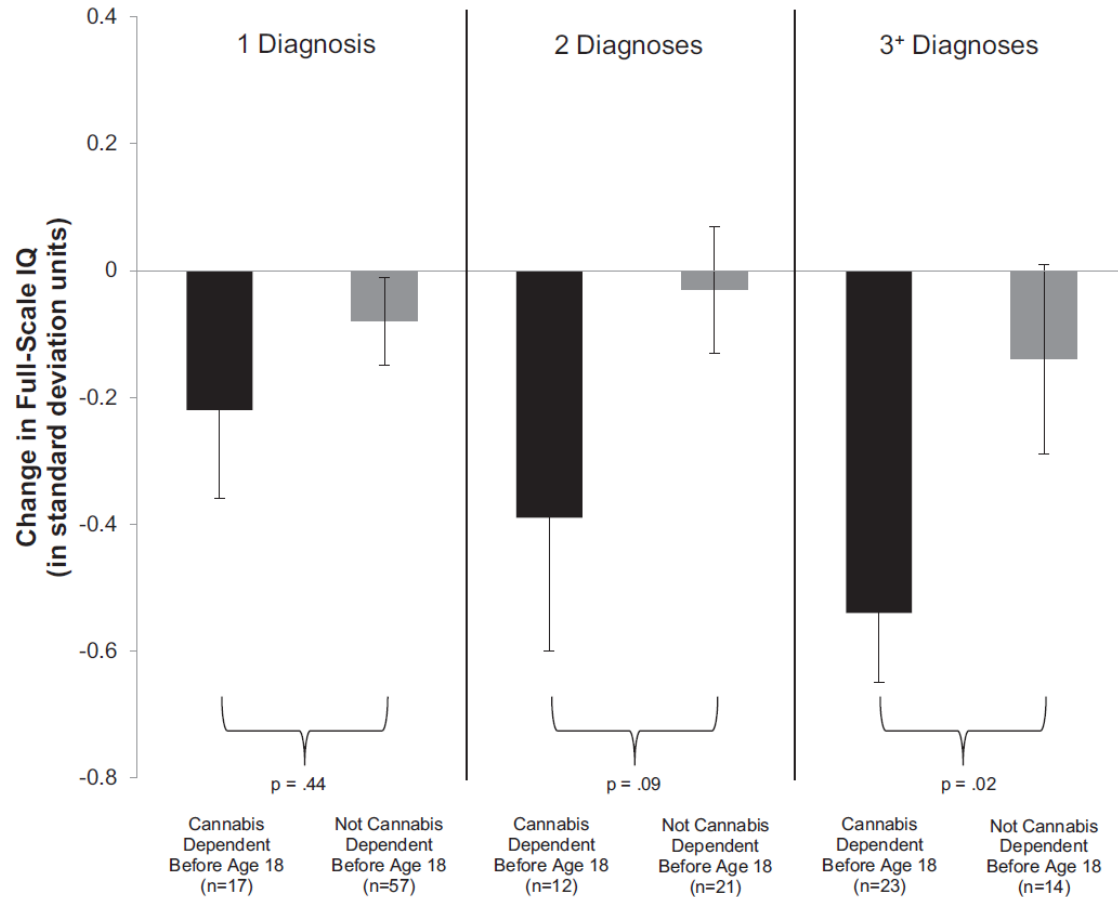 0.4
0.2
0
-0.2
-0.4
-0.6
-0.8
Change in Full-Scale IQ
(in standard deviation units)
1 Diagnosis
2 Diagnoses
3⁺ Diagnoses
p = .44
p = .09
p = .02
Cannabis
Dependent
Before Age 18
(n=17)
Not Cannabis
Dependent
Before Age 18
(n=57)
Cannabis
Dependent
Before Age 18
(n=12)
Not Cannabis
Dependent
Before Age 18
(n=21)
Cannabis
Dependent
Before Age 18
(n=23)
Not Cannabis
Dependent
Before Age 18
(n=14)